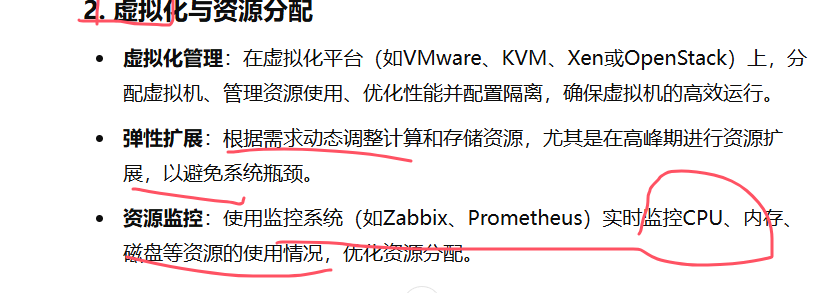 2. 虚拟化与资源分配
虚拟化管理：在虚拟化平台（如VMware、KVM、Xen或OpenStack）上，分
配虚拟机、管理资源使用、优化性能并配置隔离，确保虚拟机的高效运行。
弹性扩展：根据需求动态调整计算和存储资源，尤其是在高峰期进行资源扩
展，以避免系统瓶颈。
资源监控：使用监控系统（如Zabbix、Prometheus）实时监控CPU、内存、
磁盘等资源的使用情况，优化资源分配。